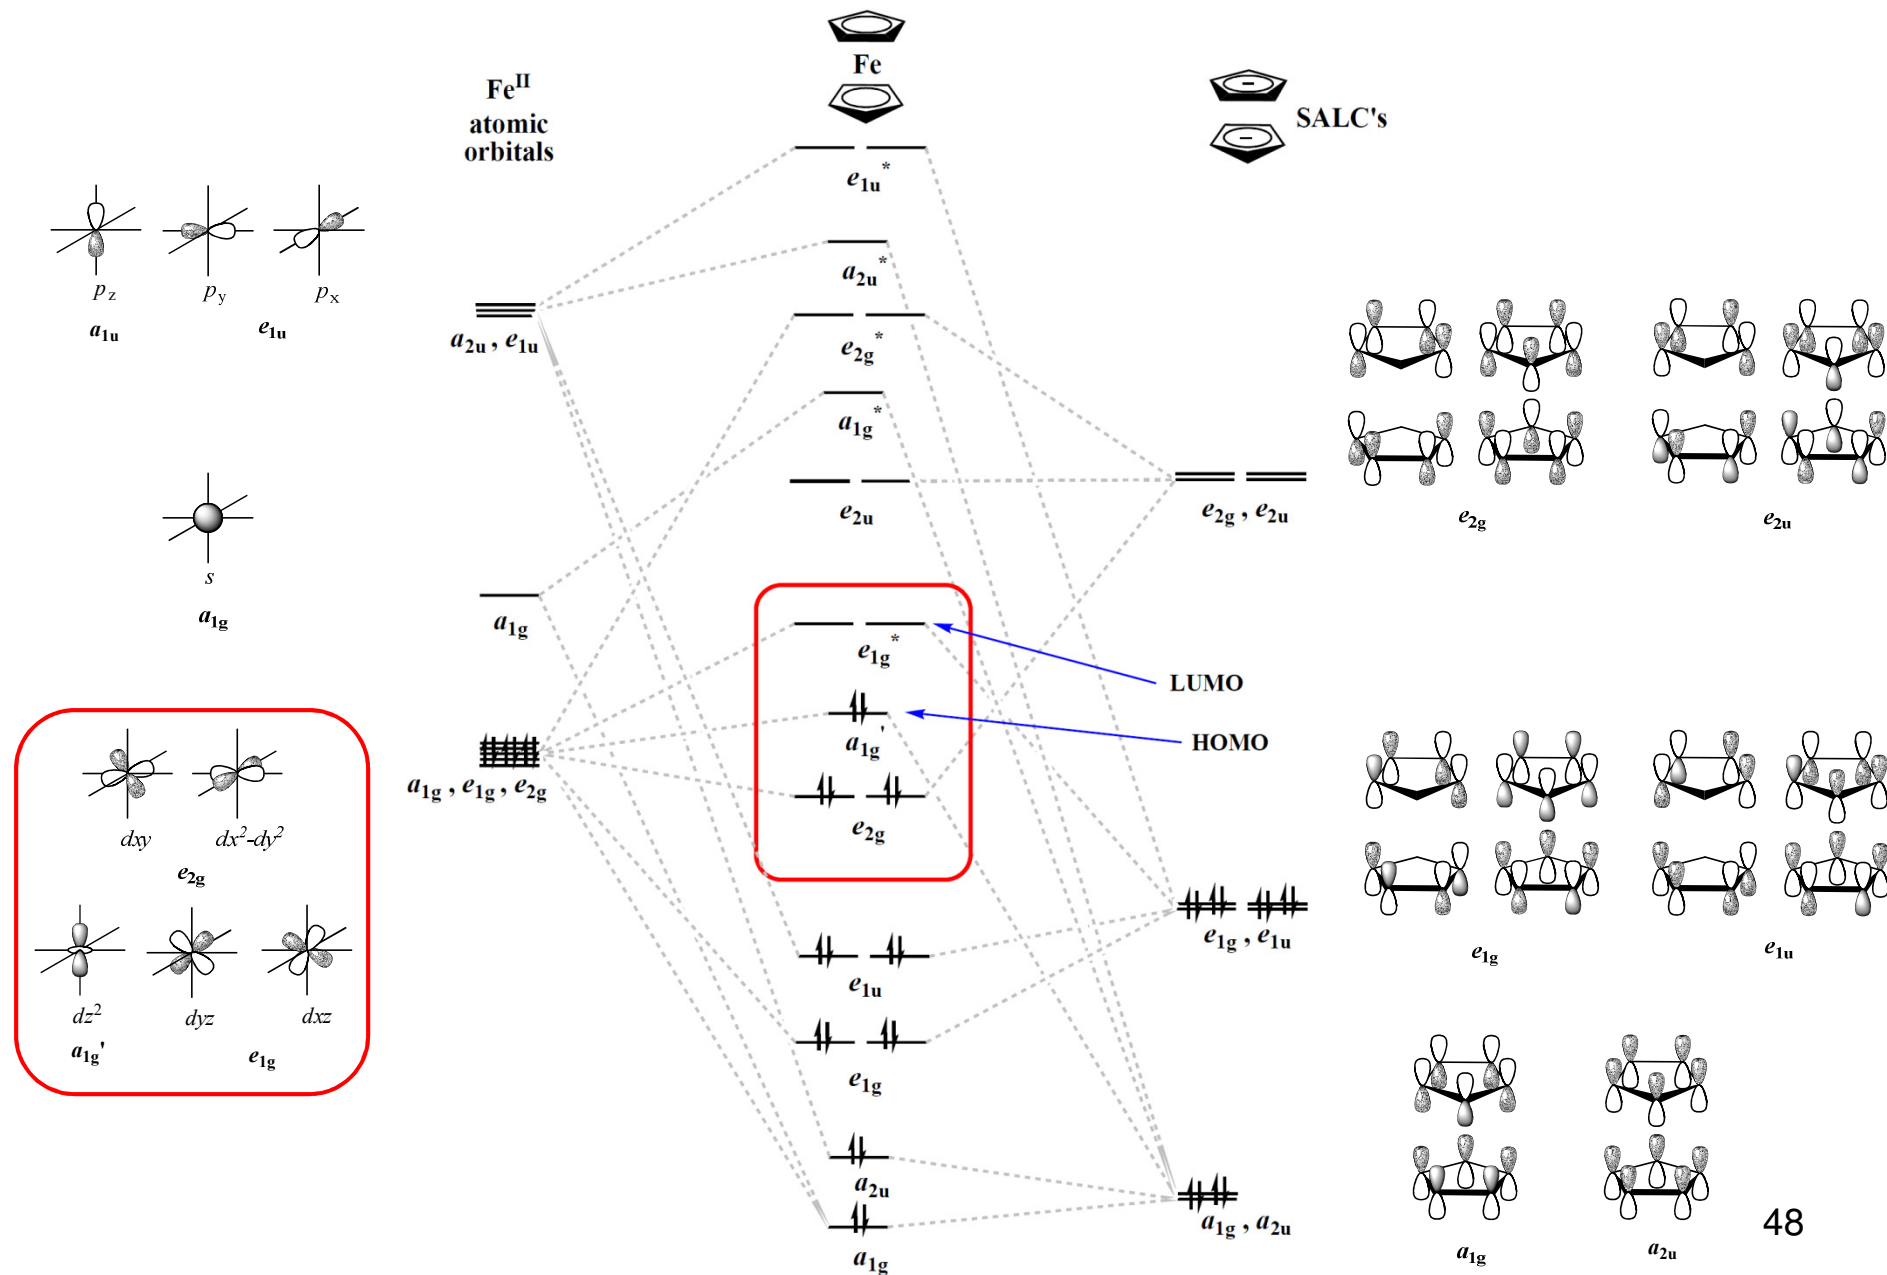 Fe
Fe^II
atomic
orbitals
SALC's
e1u*
a2u*
e2g*
a1g*
e2u
e1g*
a1g'
e2g
e1u
e1g
a2u
a1g
LUMO
HOMO
pz
py
px
a1u
e1u
a2u , e1u
s
a1g
a1g
dxy
dx²-dy²
e2g
dz²
dyz
dxz
a1g'
e1g
a1g , e1g , e2g
e2g , e2u
e1g , e1u
a1g , a2u
e2g
e2u
e1g
e1u
a1g
a2u
48